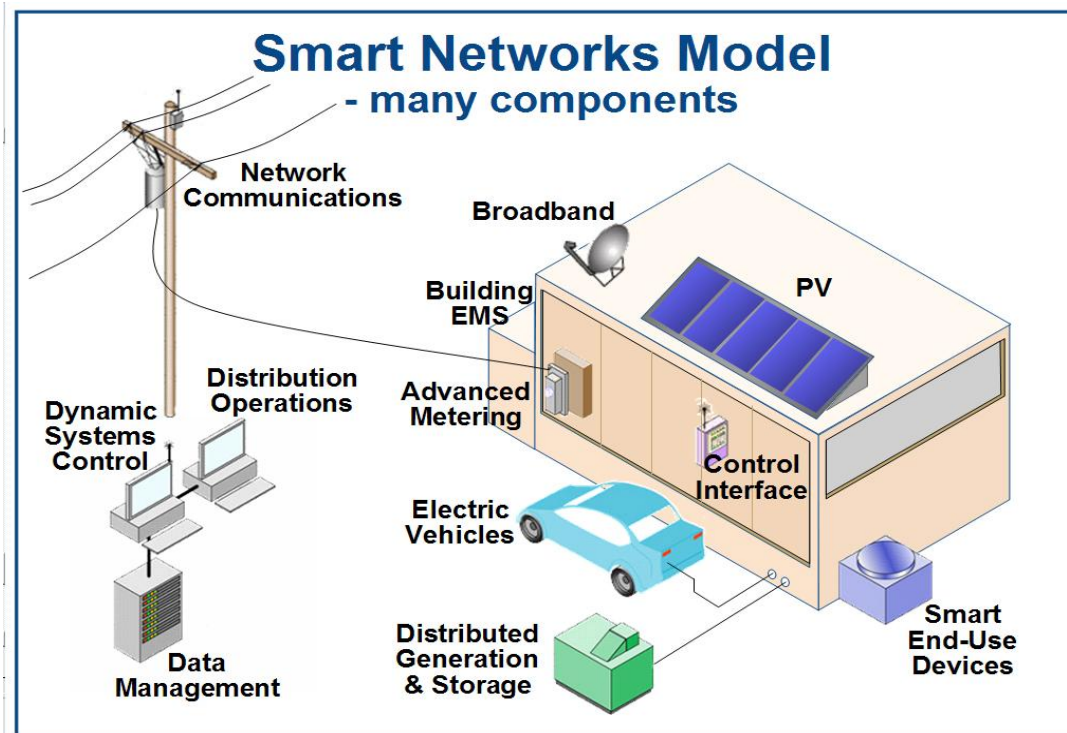 Smart Networks Model
- many components
Network
Communications
Broadband
PV
Building
EMS
Advanced
Metering
Distribution
Operations
Dynamic
Systems
Control
Control
Interface
Electric
Vehicles
Distributed
Generation
& Storage
Smart
End-Use
Devices
Data
Management